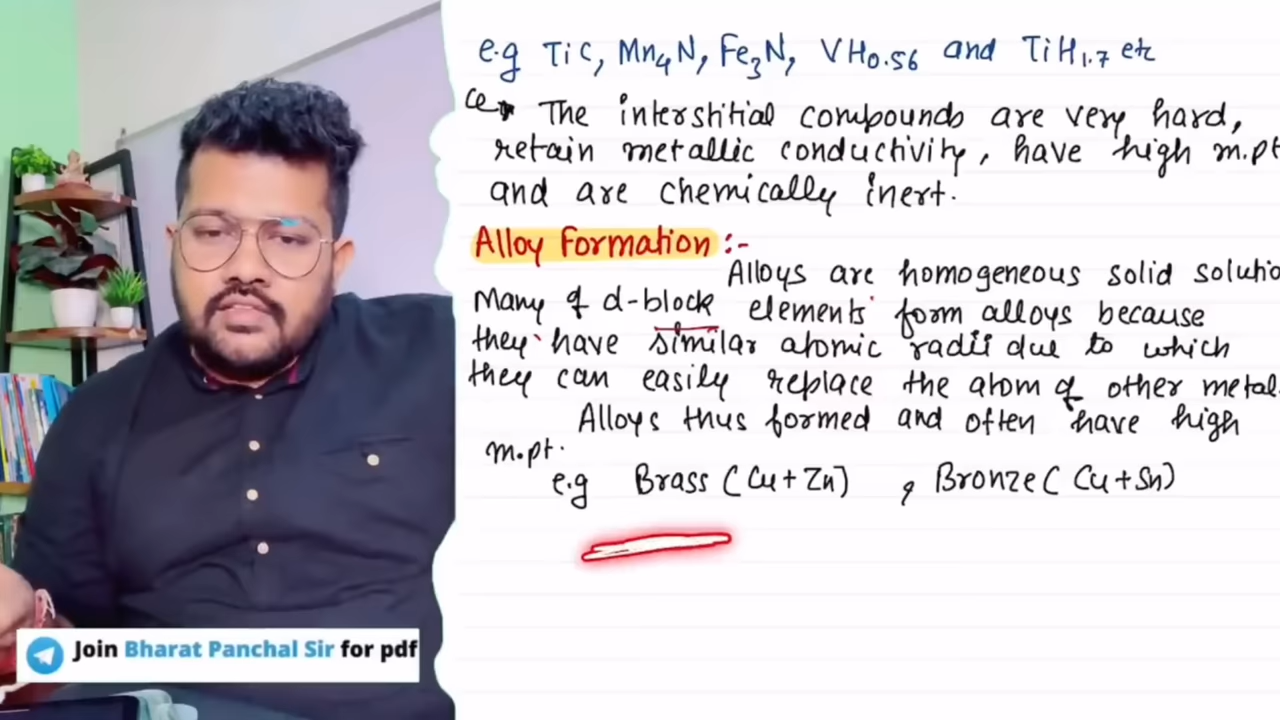 e.g TiC, Mn₄N, Fe₃N, VH₀.₅₆ and TiH₁.₇ etc
The interstitial compounds are very hard,
retain metallic conductivity, have high m.pt
and are chemically inert.
Alloy Formation :-
Alloys are homogeneous solid solutio
Many of d-block elements form alloys because
they have similar atomic radii due to which
they can easily replace the atom of other metal.
Alloys thus formed and often have high
m.pt.
e.g Brass (Cu+Zn) , Bronze (Cu+Sn)
Join Bharat Panchal Sir for pdf